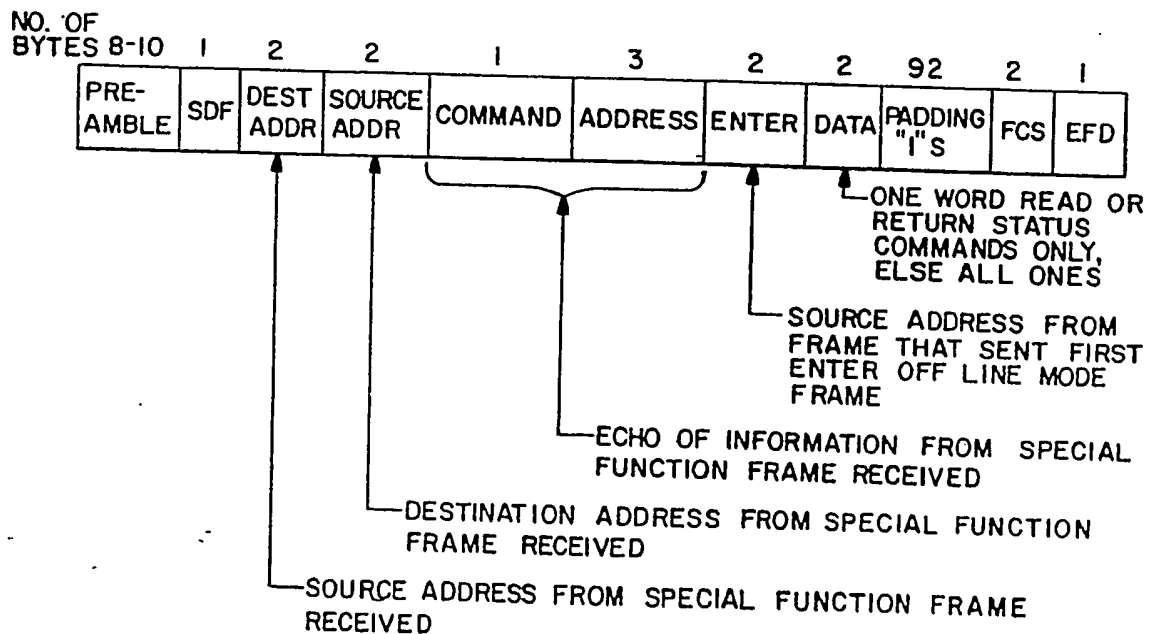 NO. OF
BYTES 8-10 1 2 2 1 3 2 2 92 2 1
PRE-
AMBLE
SDF
DEST
ADDR
SOURCE
ADDR
COMMAND
ADDRESS
ENTER
DATA
PADDING
"1"S
FCS
EFD
ONE WORD READ OR
RETURN STATUS
COMMANDS ONLY,
ELSE ALL ONES
SOURCE ADDRESS FROM
FRAME THAT SENT FIRST
ENTER OFF LINE MODE
FRAME
ECHO OF INFORMATION FROM SPECIAL
FUNCTION FRAME RECEIVED
DESTINATION ADDRESS FROM SPECIAL FUNCTION
FRAME RECEIVED
SOURCE ADDRESS FROM SPECIAL FUNCTION FRAME
RECEIVED